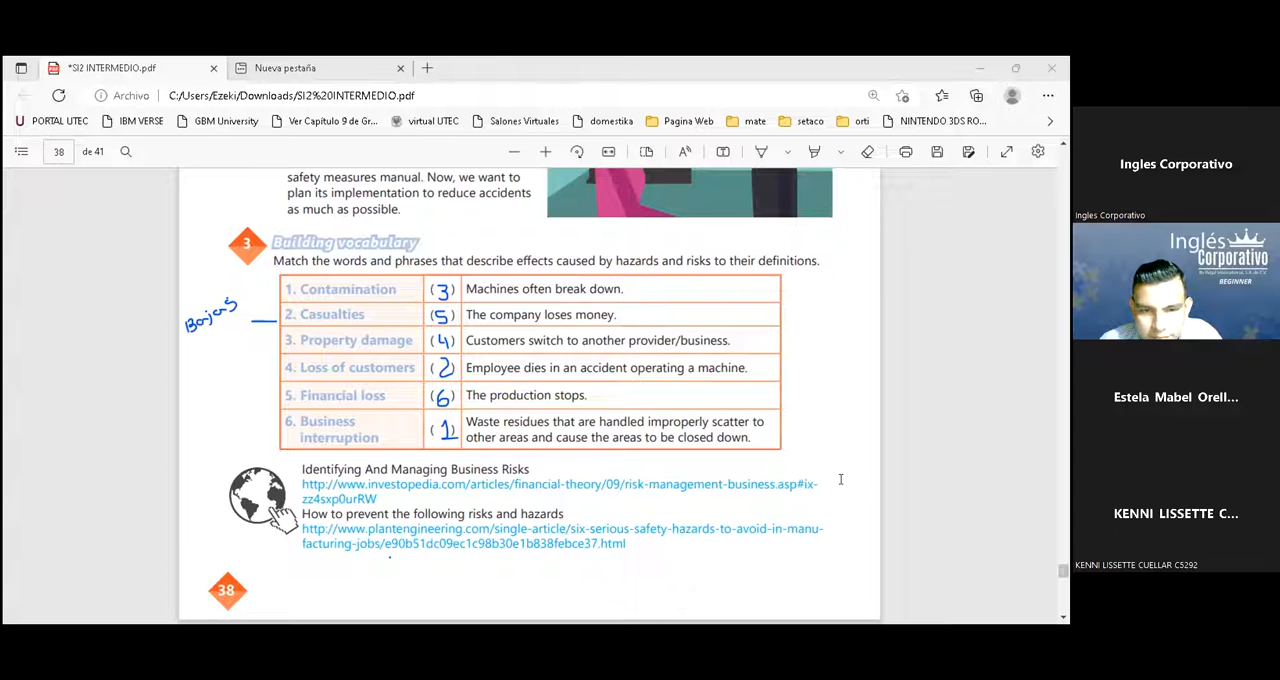 *SI2 INTERMEDIO.pdf
Nueva pestaña
Archivo
C:/Users/Ezeki/Downloads/SI2%20INTERMEDIO.pdf
PORTAL UTEC
IBM VERSE
GBM University
Ver Capítulo 9 de Gr...
virtual UTEC
Salones Virtuales
domestika
Pagina Web
mate
setaco
orti
NINTENDO 3DS RO...
38
de 41
safety measures manual. Now, we want to
plan its implementation to reduce accidents
as much as possible.
3
Building vocabulary
Match the words and phrases that describe effects caused by hazards and risks to their definitions.
1. Contamination (3) Machines often break down.
Bajas
2. Casualties (5) The company loses money.
3. Property damage (4) Customers switch to another provider/business.
4. Loss of customers (2) Employee dies in an accident operating a machine.
5. Financial loss (6) The production stops.
6. Business
interruption
(1)
Waste residues that are handled improperly scatter to
other areas and cause the areas to be closed down.
Identifying And Managing Business Risks
http://www.investopedia.com/articles/financial-theory/09/risk-management-business.asp#ix-
zz4sxp0urRW
How to prevent the following risks and hazards
http://www.plantengineering.com/single-article/six-serious-safety-hazards-to-avoid-in-manu-
facturing-jobs/e90b51dc09ec1c98b30e1b838febce37.html
38
Ingles Corporativo
Ingles Corporativo
Inglés
Corporativo
BEGINNER
Estela Mabel Orell...
KENNI LISSETTE C...
KENNI LISSETTE CUELLAR C5292